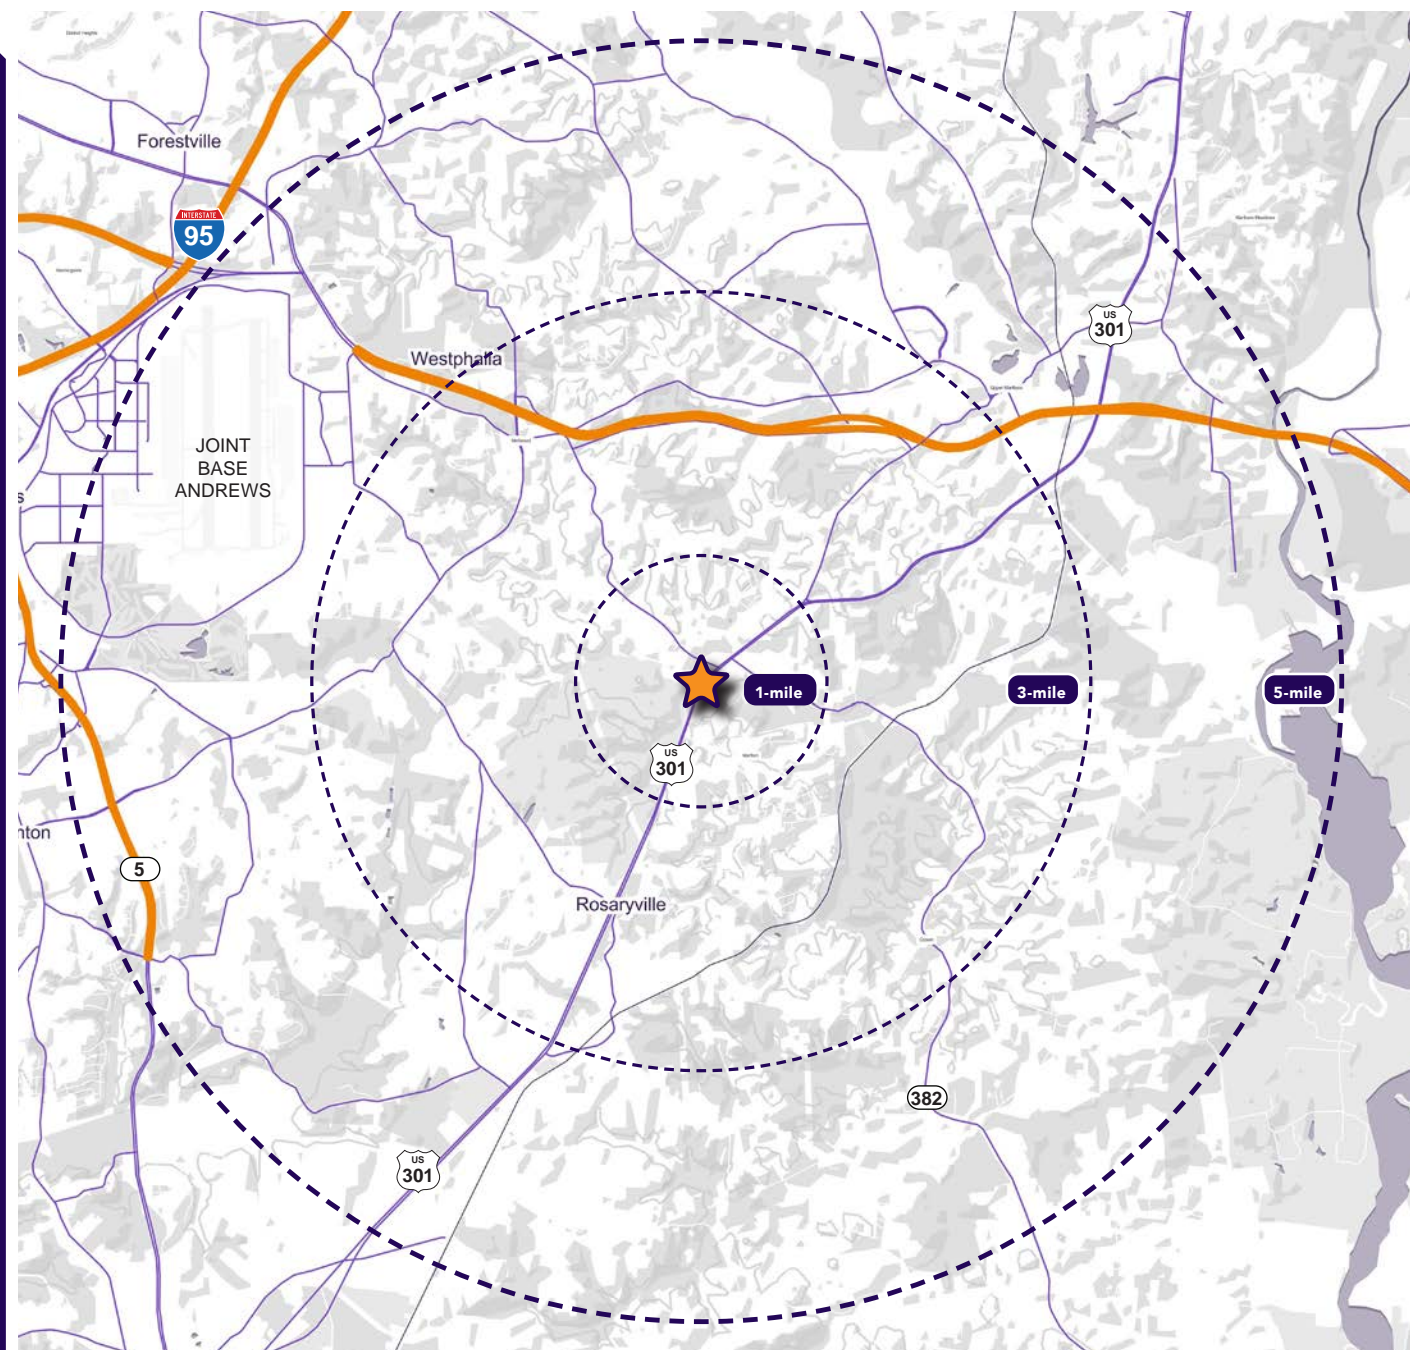 Forestville
INTERSTATE
95
US
301
Westphalia
JOINT
BASE
ANDREWS
s
1-mile
3-mile
5-mile
US
301
nton
5
Rosaryville
382
US
301